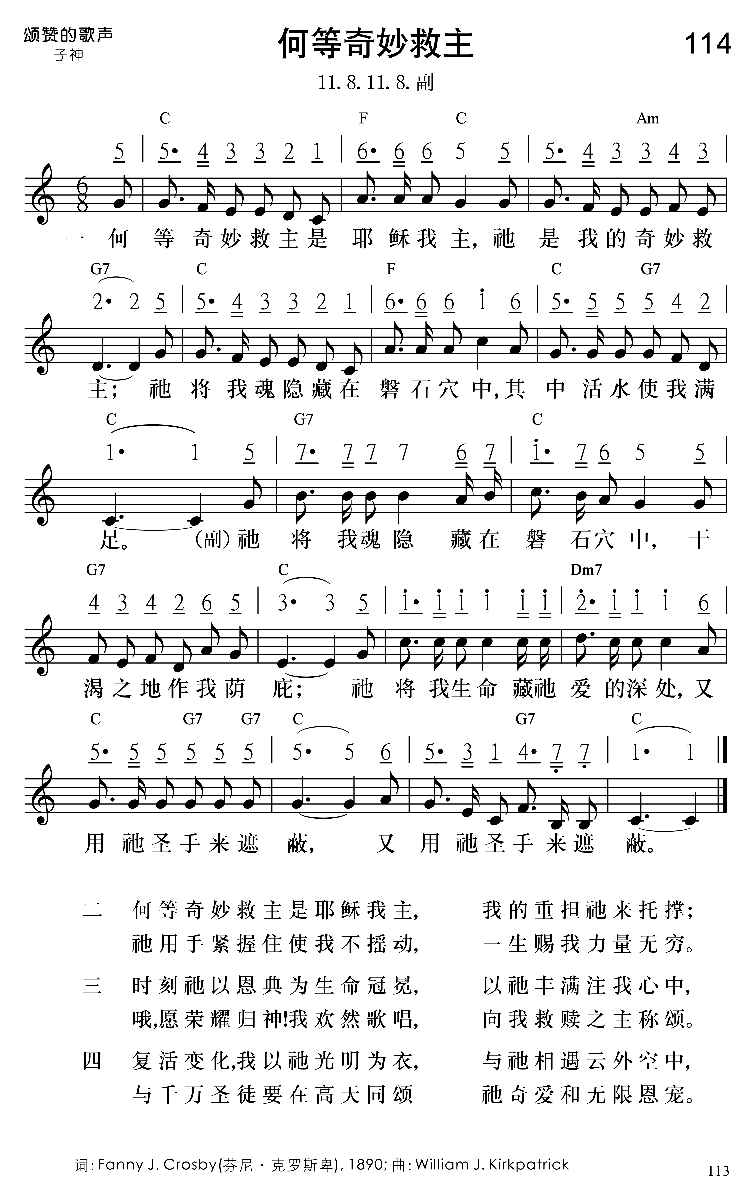 颂赞的歌声
子神
何等奇妙救主
114
11. 8. 11. 8. 副
C F C Am
5 | 5• 4 3 3 2 1 | 6• 6 6 5 5 | 5• 4 3 3 4 3 |
6 8
一 何等奇妙救主是耶稣我主,祂是我的奇妙救
G7 C F C G7
2• 2 5 | 5• 4 3 3 2 1 | 6• 6 6 i 6 | 5• 5 5 5 4 2 |
主;祂将我魂隐藏在磐石穴中,其中活水使我满
C G7 C
1• 1 5 | 7• 7 7 7 6 7 | i• 7 6 5 5 |
足。(副)祂将我魂隐藏在磐石穴中,干
G7 C Dm7
4 3 4 2 6 5 | 3• 3 5 | i• i i i i i | 2• i i i 6 |
渴之地作我荫庇;祂将我生命藏祂爱的深处,又
C G7 G7 C G7 C
5• 5 5 5 5 5 | 5• 5 6 | 5• 3 1 4• 7 7 | 1• 1 ‖
用祂圣手来遮蔽,又用祂圣手来遮蔽。
二 何等奇妙救主是耶稣我主, 我的重担祂来托撑;
祂用手紧握住使我不摇动, 一生赐我力量无穷。
三 时刻祂以恩典为生命冠冕, 以祂丰满注我心中,
哦,愿荣耀归神!我欢然歌唱, 向我救赎之主称颂。
四 复活变化,我以祂光明为衣, 与祂相遇云外空中,
与千万圣徒要在高天同颂 祂奇爱和无限恩宠。
词: Fanny J. Crosby(芬尼·克罗斯卑), 1890; 曲: William J. Kirkpatrick
113